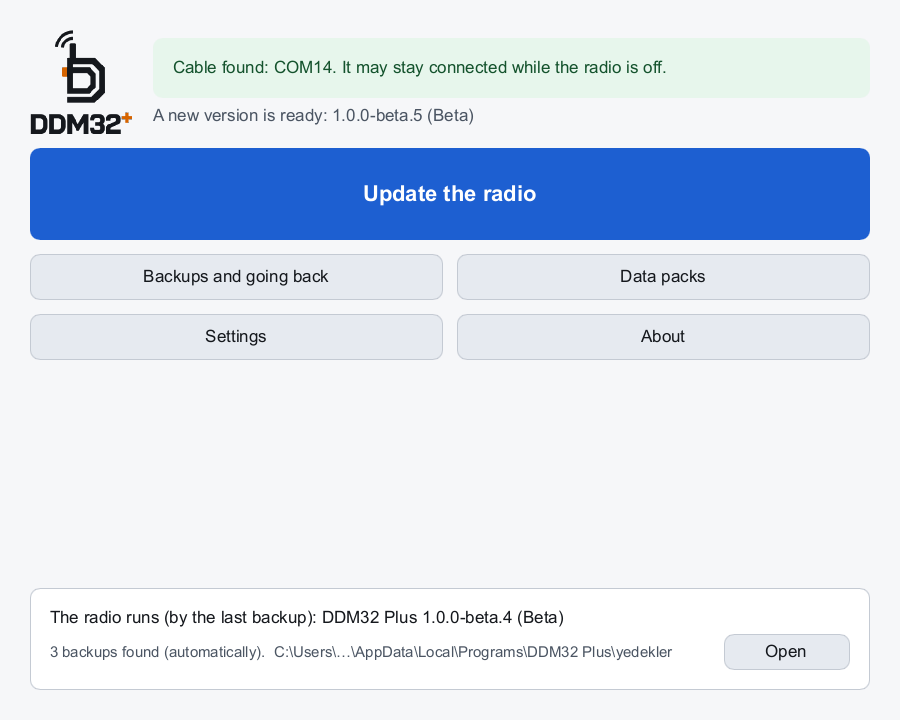 Cable found: COM14. It may stay connected while the radio is off.
DDM32+
A new version is ready: 1.0.0-beta.5 (Beta)
Update the radio
Backups and going back
Data packs
Settings
About
The radio runs (by the last backup): DDM32 Plus 1.0.0-beta.4 (Beta)
3 backups found (automatically).  C:\Users\...\AppData\Local\Programs\DDM32 Plus\yedekler
Open